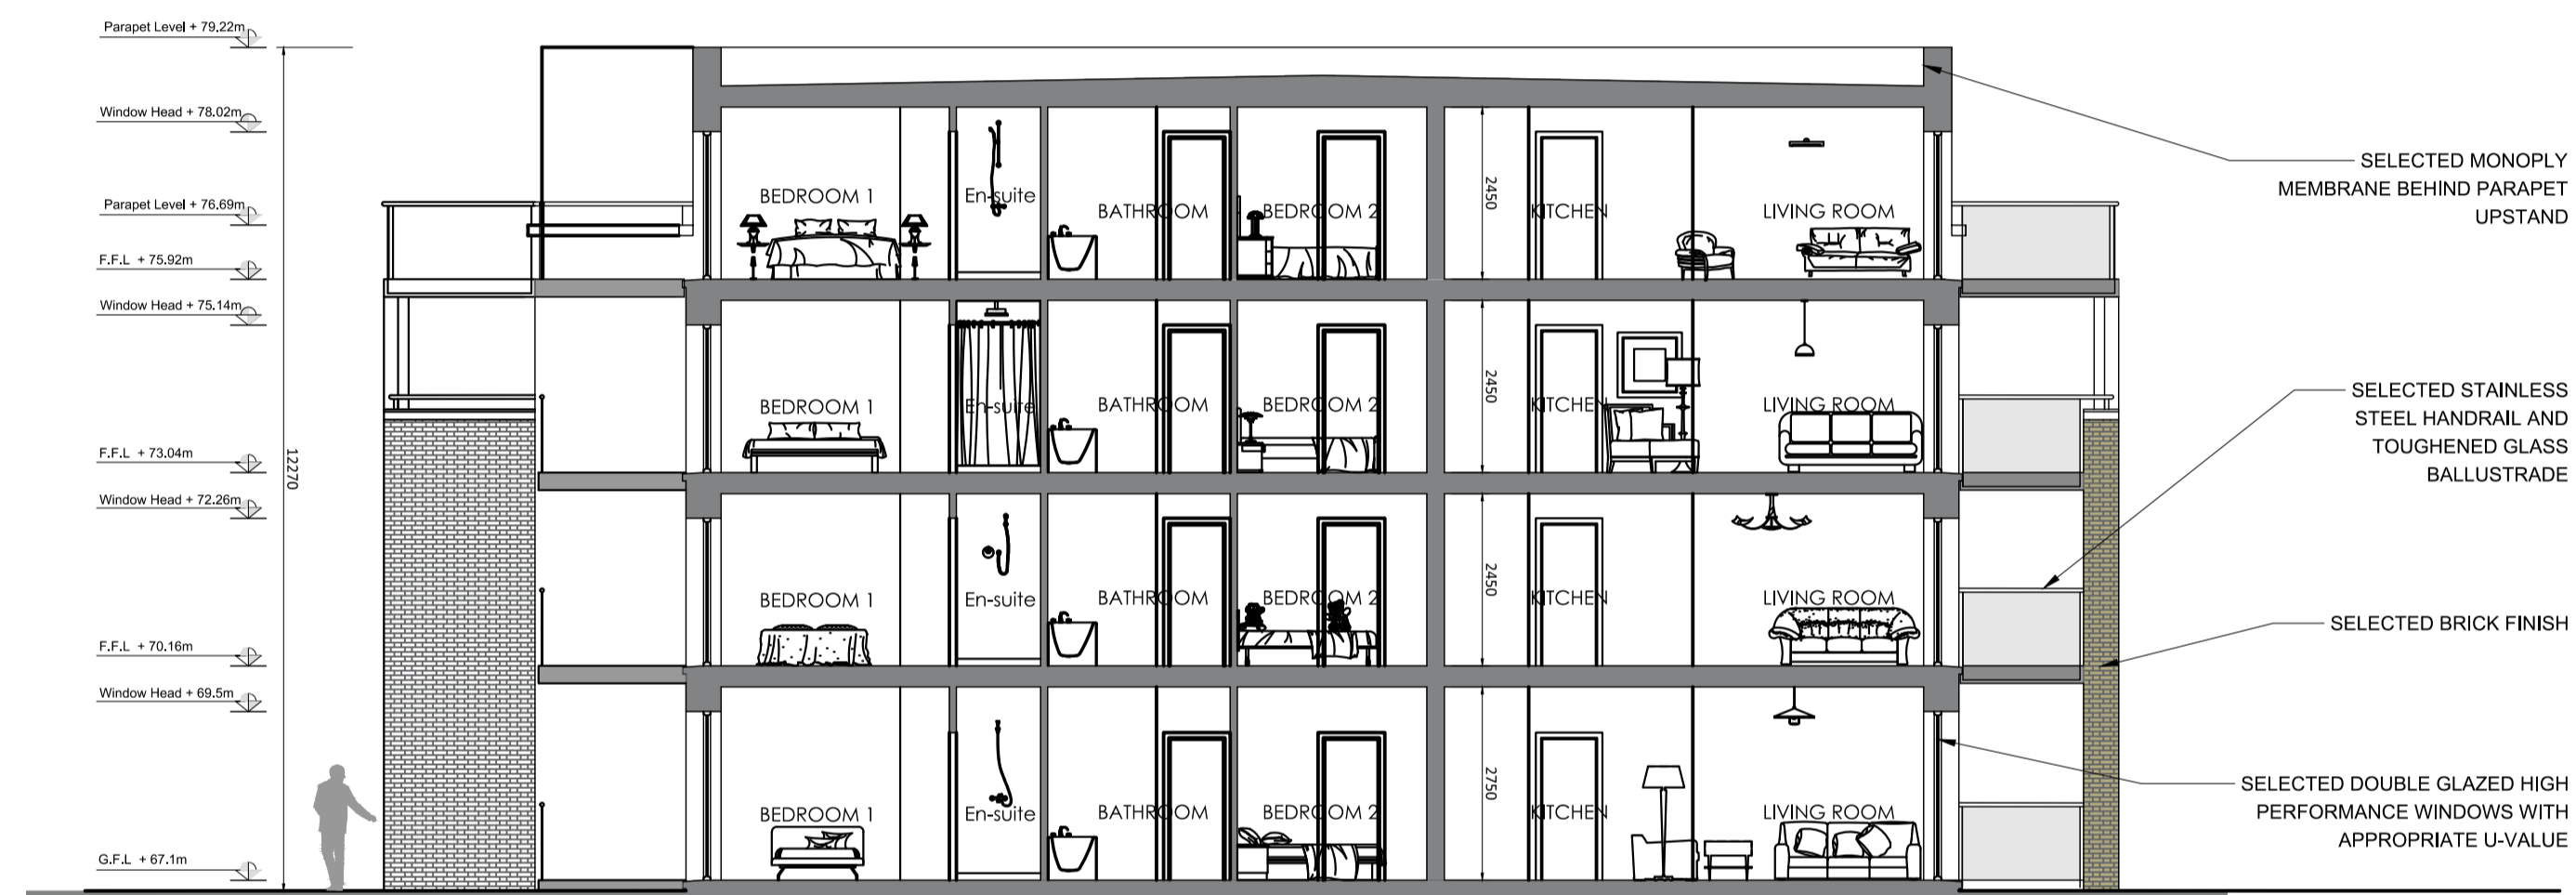 Parapet Level + 79.22m
Window Head + 78.02m
Parapet Level + 76.69m
F.F.L + 75.92m
Window Head + 75.14m
F.F.L + 73.04m
Window Head + 72.26m
F.F.L + 70.16m
Window Head + 69.5m
G.F.L + 67.1m
12270
BEDROOM 1
En-suite
BATHROOM
BEDROOM 2
2450
KITCHEN
LIVING ROOM
BEDROOM 1
En-suite
BATHROOM
BEDROOM 2
2450
KITCHEN
LIVING ROOM
BEDROOM 1
En-suite
BATHROOM
BEDROOM 2
2450
KITCHEN
LIVING ROOM
BEDROOM 1
En-suite
BATHROOM
BEDROOM 2
2750
KITCHEN
LIVING ROOM
SELECTED MONOPLY
MEMBRANE BEHIND PARAPET
UPSTAND
SELECTED STAINLESS
STEEL HANDRAIL AND
TOUGHENED GLASS
BALLUSTRADE
SELECTED BRICK FINISH
SELECTED DOUBLE GLAZED HIGH
PERFORMANCE WINDOWS WITH
APPROPRIATE U-VALUE